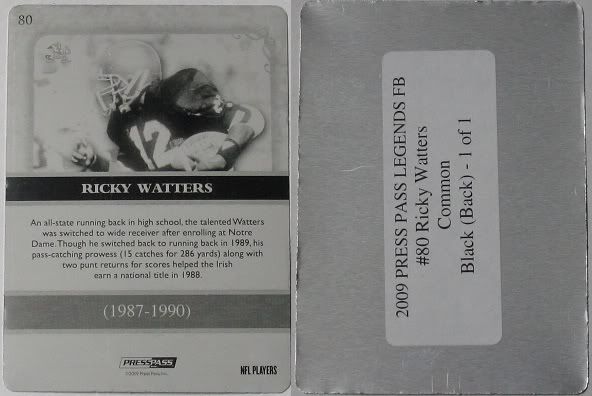 80
12
RICKY WATTERS
An all-state running back in high school, the talented Watters
was switched to wide receiver after enrolling at Notre
Dame. Though he switched back to running back in 1989, his
pass-catching prowess (15 catches for 286 yards) along with
two punt returns for scores helped the Irish
earn a national title in 1988.
(1987-1990)
PRESS PASS
©2009 Press Pass, Inc.
NFL PLAYERS
2009 PRESS PASS LEGENDS FB
#80 Ricky Watters
Common
Black (Back) - 1 of 1